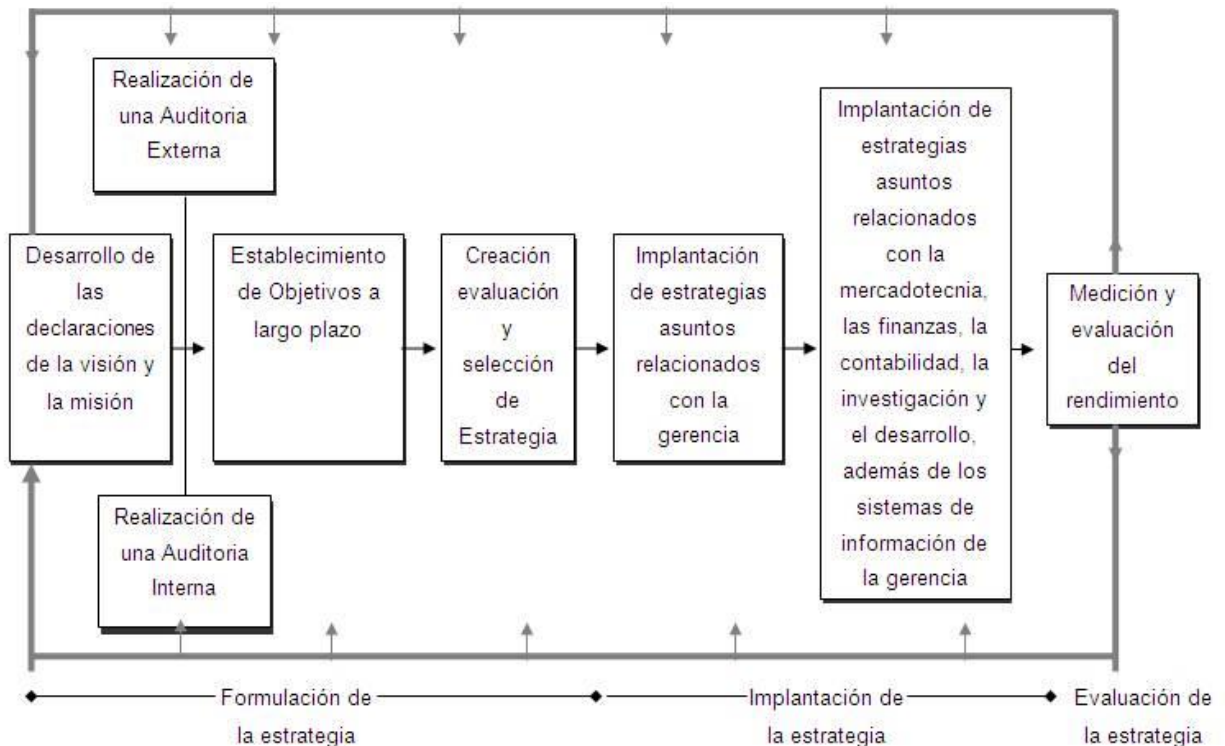 Realización de
una Auditoria
Externa
Desarrollo de
las
declaraciones
de la visión y
la misión
Realización de
una Auditoria
Interna
Establecimiento
de Objetivos a
largo plazo
Creación
evaluación
y
selección
de
Estrategia
Implantación
de estrategias
asuntos
relacionados
con la
gerencia
Implantación de
estrategias
asuntos
relacionados
con la
mercadotecnia,
las finanzas, la
contabilidad, la
investigación y
el desarrollo,
además de los
sistemas de
información de
la gerencia
Medición y
evaluación
del
rendimiento
Formulación de
la estrategia
Implantación de
la estrategia
Evaluación de
la estrategia